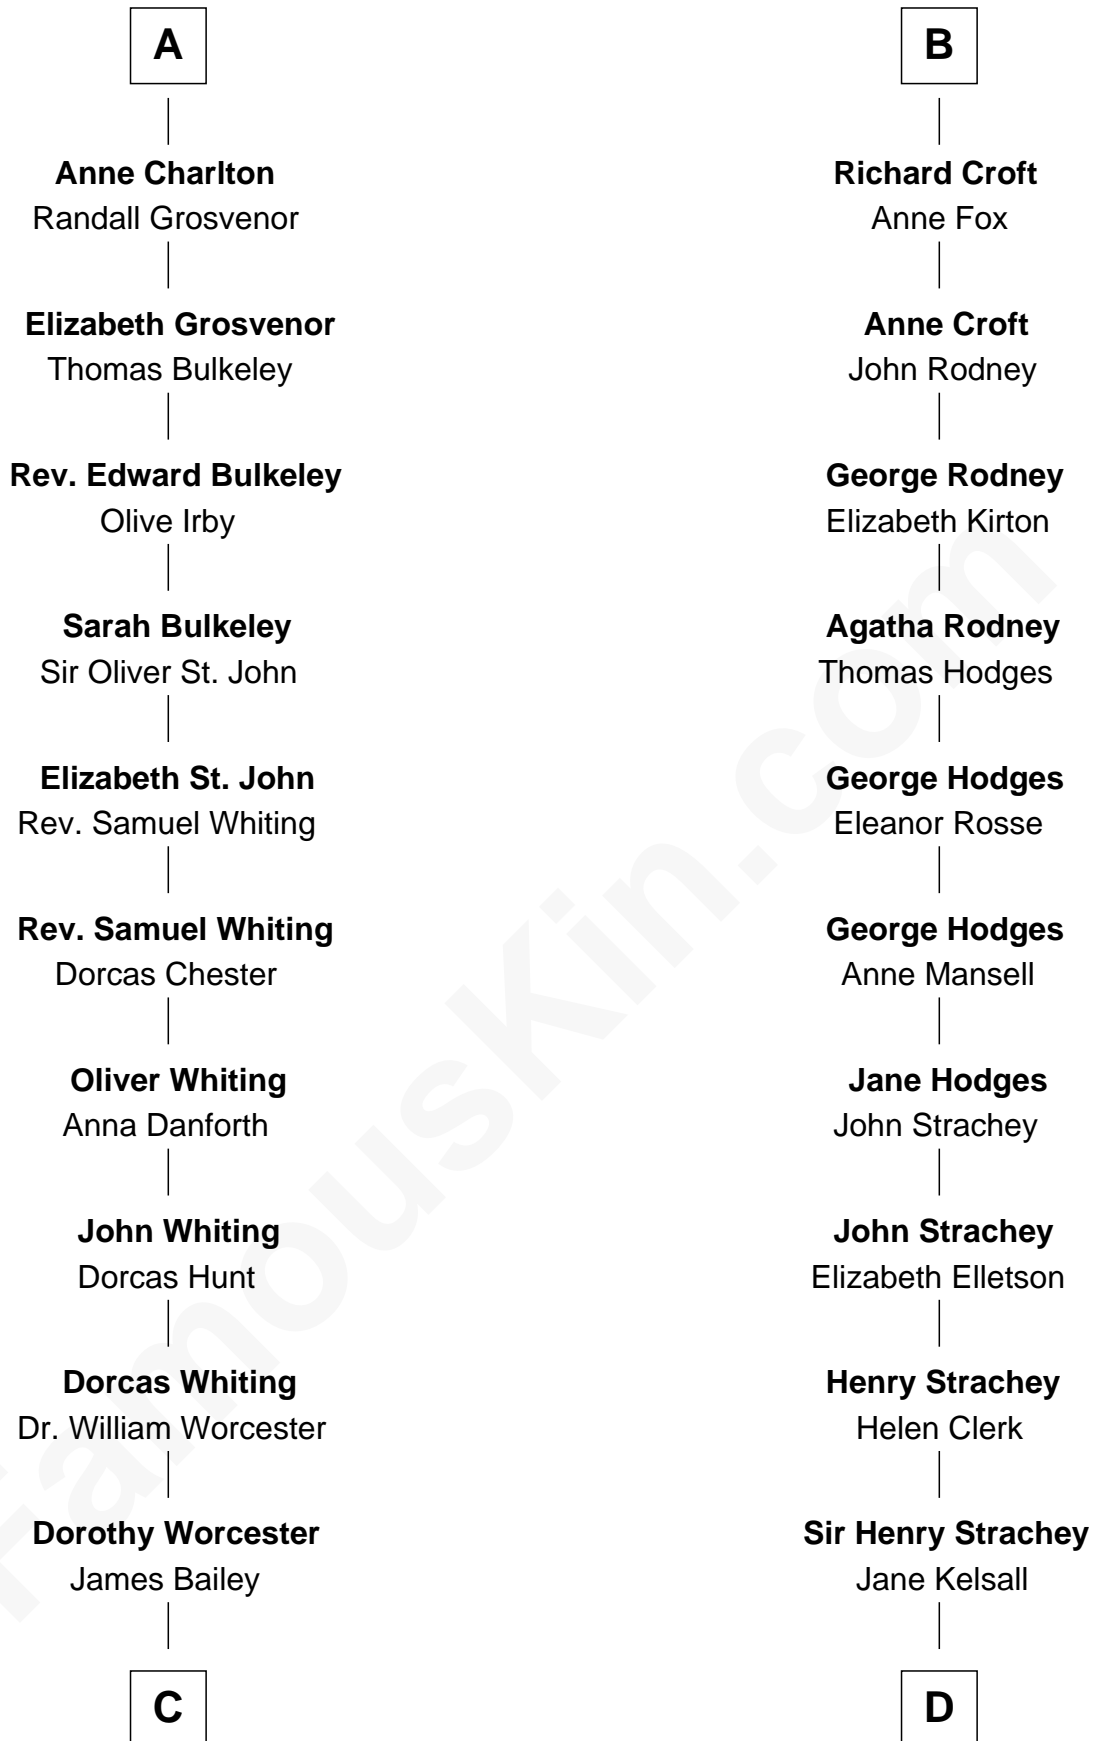 A
Anne Charlton
Randall Grosvenor
Elizabeth Grosvenor
Thomas Bulkeley
Rev. Edward Bulkeley
Olive Irby
Sarah Bulkeley
Sir Oliver St. John
Elizabeth St. John
Rev. Samuel Whiting
Rev. Samuel Whiting
Dorcas Chester
Oliver Whiting
Anna Danforth
John Whiting
Dorcas Hunt
Dorcas Whiting
Dr. William Worcester
Dorothy Worcester
James Bailey
C
B
Richard Croft
Anne Fox
Anne Croft
John Rodney
George Rodney
Elizabeth Kirton
Agatha Rodney
Thomas Hodges
George Hodges
Eleanor Rosse
George Hodges
Anne Mansell
Jane Hodges
John Strachey
John Strachey
Elizabeth Elletson
Henry Strachey
Helen Clerk
Sir Henry Strachey
Jane Kelsall
D
FamousKin.com